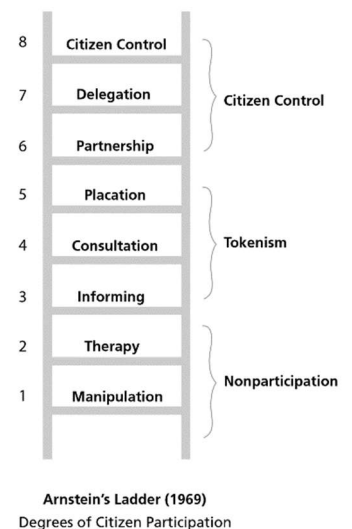 8 Citizen Control
7 Delegation
Citizen Control
6 Partnership
5 Placation
4 Consultation
Tokenism
3 Informing
2 Therapy
Nonparticipation
1 Manipulation
Arnstein's Ladder (1969)
Degrees of Citizen Participation